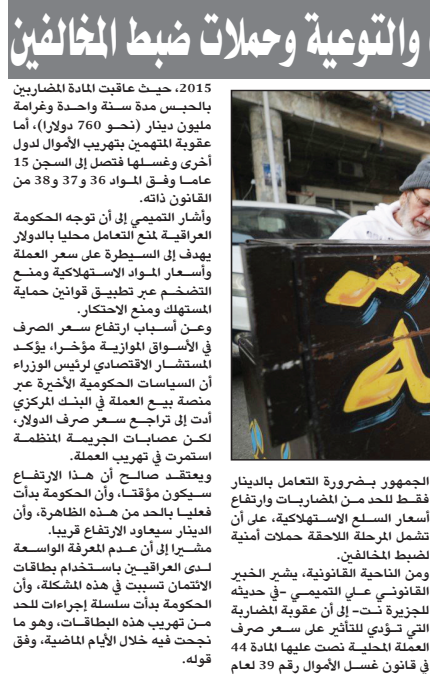 والتوعية وحملات ضبط المخالفين
الجمهور بضرورة التعامل بالدينار
فقط للحد من المضاربات وارتفاع
أسعار السلع الاستهلاكية، على أن
تشمل المرحلة اللاحقة حملات أمنية
لضبط المخالفين.
ومن الناحية القانونية، يشير الخبير
القانوني علي التميمي -في حديثه
للجزيرة نت- إلى أن عقوبة المضاربة
التي تؤدي للتأثير على سعر صرف
العملة المحلية نصت عليها المادة 44
في قانون غسل الأموال رقم 39 لعام
2015، حيث عاقبت المادة المضاربين
بالحبس مدة سنة واحدة وغرامة
مليون دينار (نحو 760 دولارا)، أما
عقوبة المتهمين بتهريب الأموال لدول
أخرى وغسلها فتصل إلى السجن 15
عاما وفق المواد 36 و37 و38 من
القانون ذاته.
وأشار التميمي إلى أن توجه الحكومة
العراقية لمنع التعامل محليا بالدولار
يهدف إلى السيطرة على سعر العملة
وأسعار المواد الاستهلاكية ومنع
التضخم عبر تطبيق قوانين حماية
المستهلك ومنع الاحتكار.
وعن أسباب ارتفاع سعر الصرف
في الأسواق الموازية مؤخرا، يؤكد
المستشار الاقتصادي لرئيس الوزراء
أن السياسات الحكومية الأخيرة عبر
منصة بيع العملة في البنك المركزي
أدت إلى تراجع سعر صرف الدولار،
لكن عصابات الجريمة المنظمة
استمرت في تهريب العملة.
ويعتقد صالح أن هذا الارتفاع
سيكون مؤقتا، وأن الحكومة بدأت
فعليا بالحد من هذه الظاهرة، وأن
الدينار سيعاود الارتفاع قريبا.
مشيرا إلى أن عدم المعرفة الواسعة
لدى العراقيين باستخدام بطاقات
الائتمان تسببت في هذه المشكلة، وأن
الحكومة بدأت سلسلة إجراءات للحد
من تهريب هذه البطاقات، وهو ما
نجحت فيه خلال الأيام الماضية، وفق
قوله.